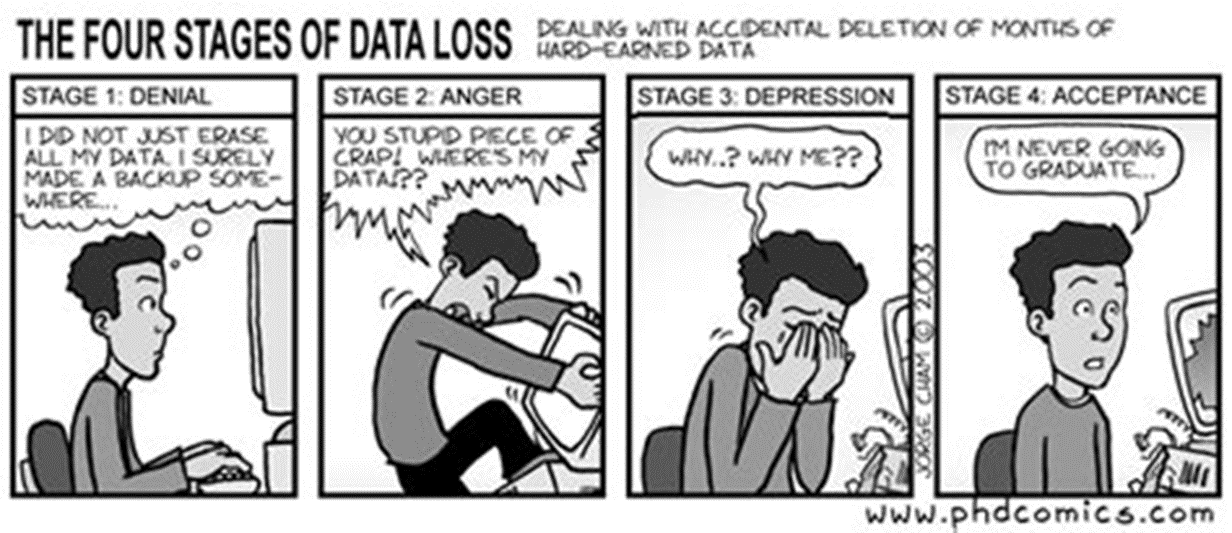 THE FOUR STAGES OF DATA LOSS
DEALING WITH ACCIDENTAL DELETION OF MONTHS OF
HARD-EARNED DATA
STAGE 1: DENIAL
I DID NOT JUST ERASE
ALL MY DATA. I SURELY
MADE A BACKUP SOME-
WHERE...
STAGE 2: ANGER
YOU STUPID PIECE OF
CRAP! WHERE'S MY
DATA!??
STAGE 3: DEPRESSION
WHY..? WHY ME??
STAGE 4: ACCEPTANCE
I'M NEVER GOING
TO GRADUATE...
JORGE CHAM © 2003
www.phdcomics.com